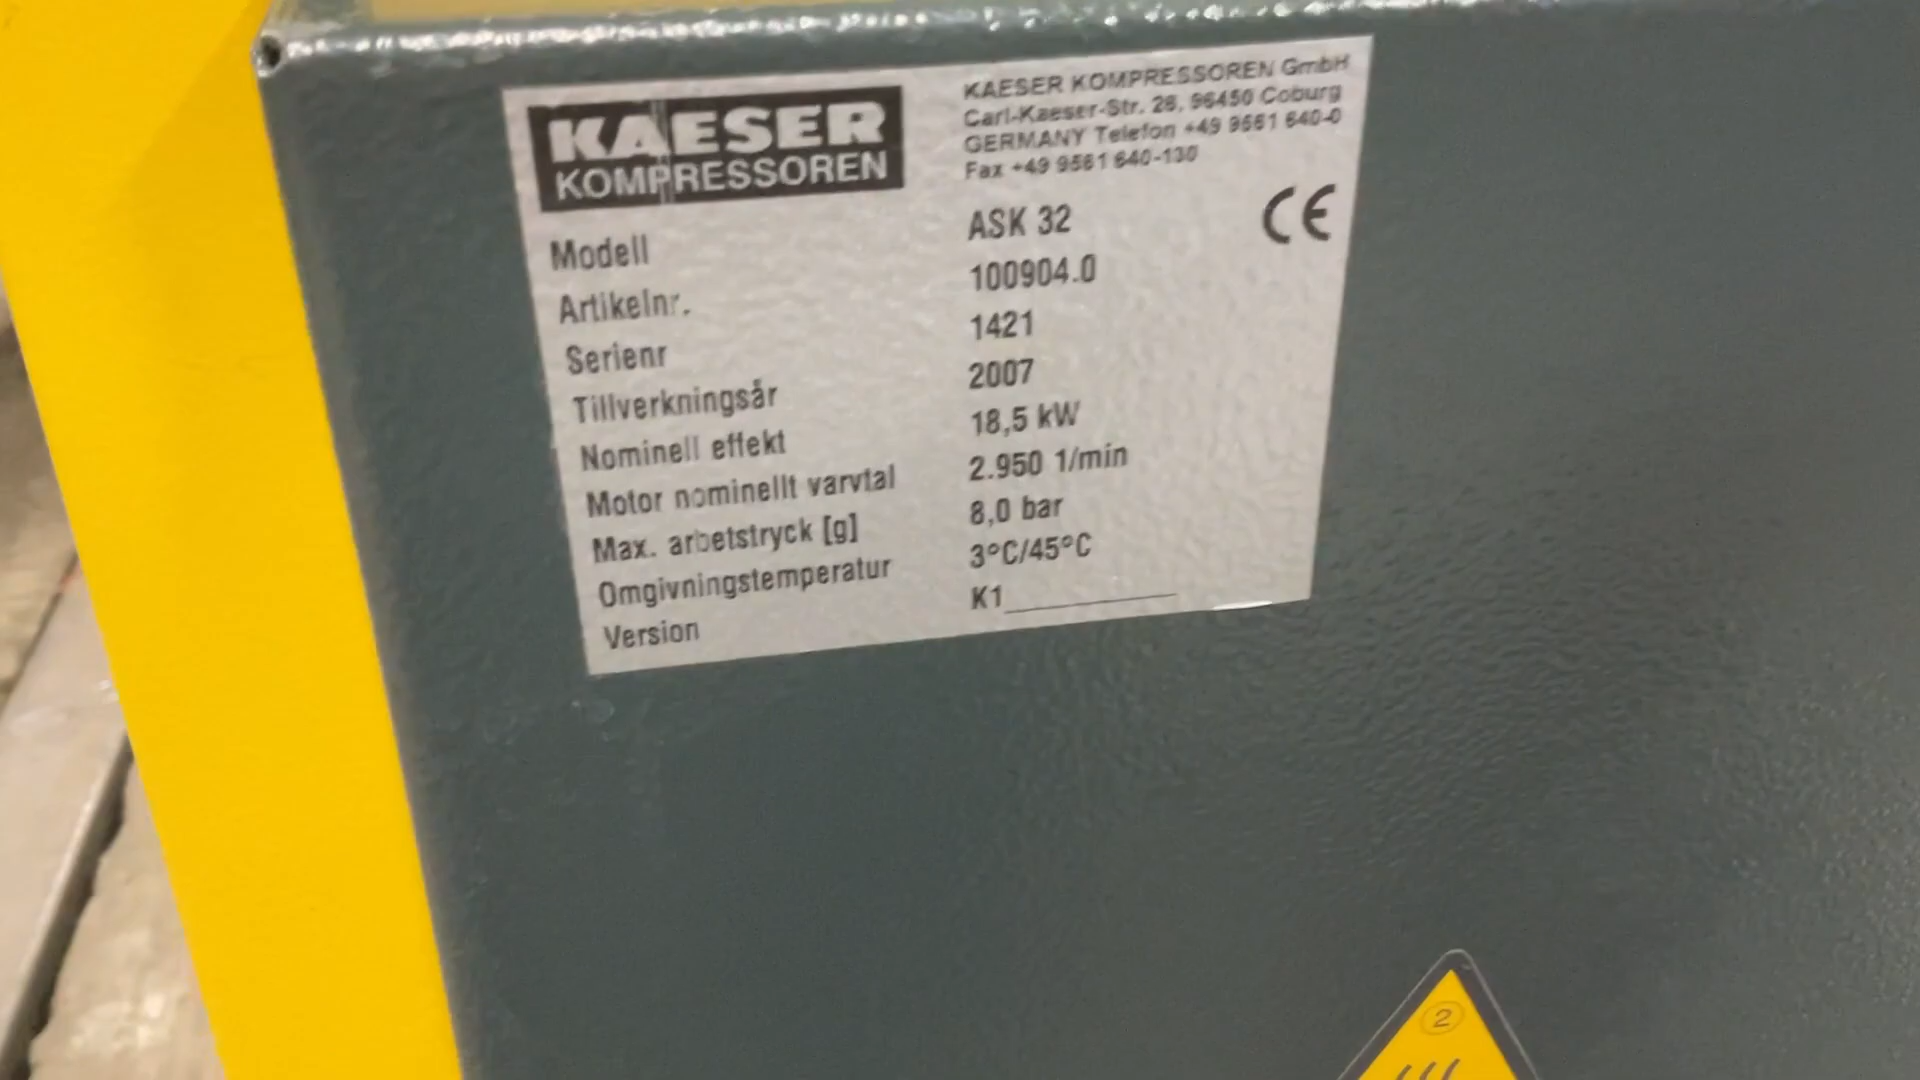 KAESER
KOMPRESSOREN
KAESER KOMPRESSOREN GmbH
Carl-Kaeser-Str. 26, 96450 Coburg
GERMANY Telefon +49 9561 640-0
Fax +49 9561 640-130
CE
Modell ASK 32
Artikelnr. 100904.0
Serienr 1421
Tillverkningsår 2007
Nominell effekt 18,5 kW
Motor nominellt varvtal 2.950 1/min
Max. arbetstryck [g] 8,0 bar
Omgivningstemperatur 3°C/45°C
Version K1
2